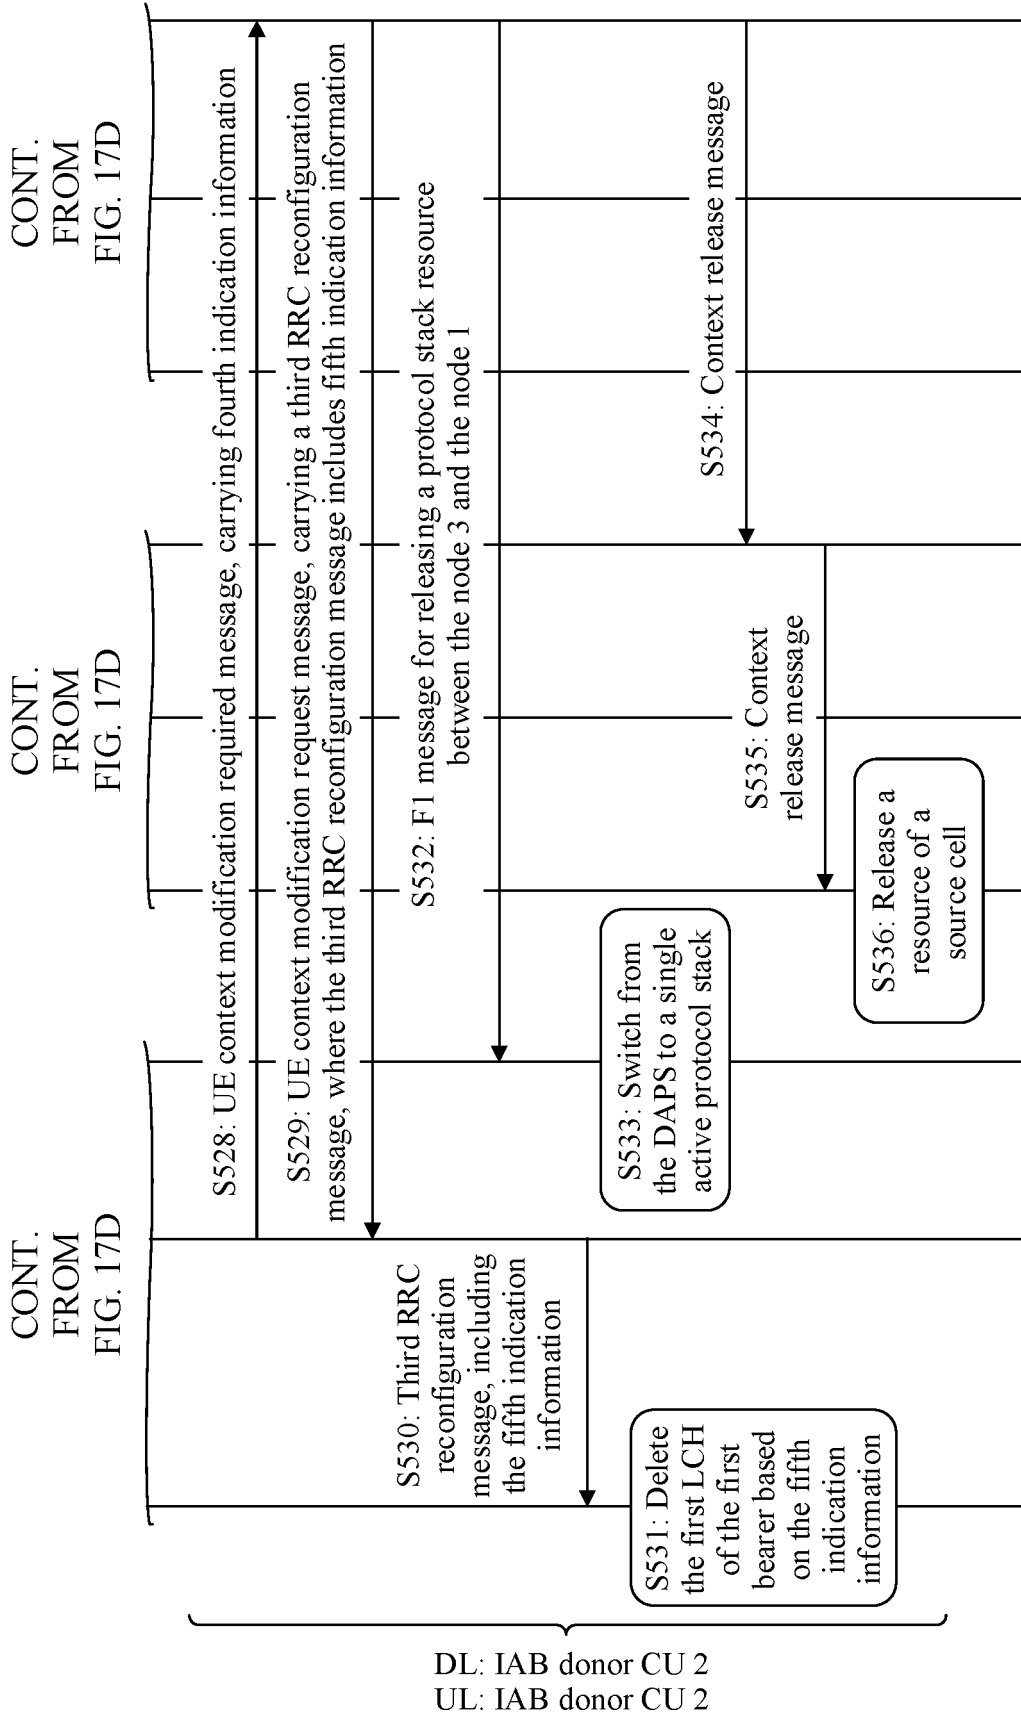 CONT.
FROM
FIG. 17D
CONT.
FROM
FIG. 17D
CONT.
FROM
FIG. 17D
S528: UE context modification required message, carrying fourth indication information
S529: UE context modification request message, carrying a third RRC reconfiguration
message, where the third RRC reconfiguration message includes fifth indication information
S530: Third RRC
reconfiguration
message, including
the fifth indication
information
S531: Delete
the first LCH
of the first
bearer based
on the fifth
indication
information
S532: F1 message for releasing a protocol stack resource
between the node 3 and the node 1
S533: Switch from
the DAPS to a single
active protocol stack
S534: Context release message
S535: Context
release message
S536: Release a
resource of a
source cell
DL: IAB donor CU 2
UL: IAB donor CU 2